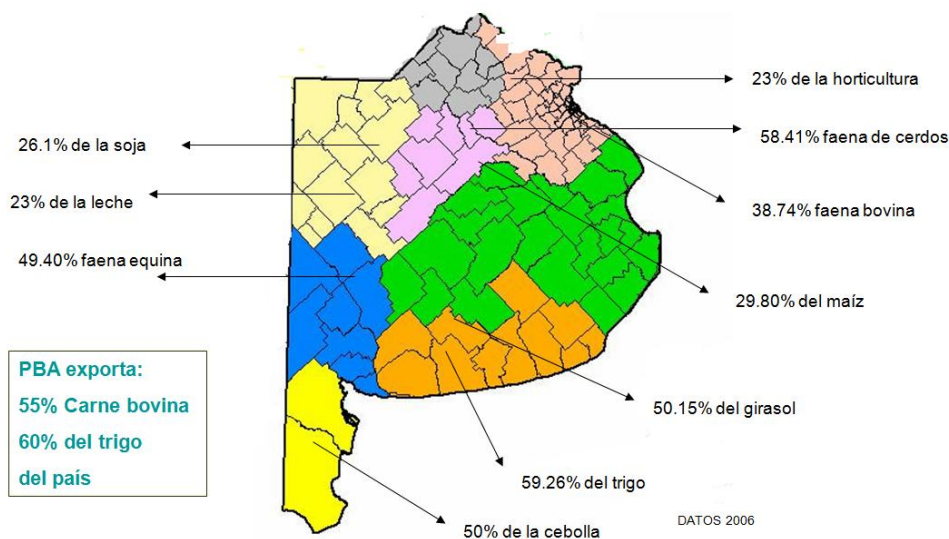 23% de la horticultura
58.41% faena de cerdos
26.1% de la soja
23% de la leche
38.74% faena bovina
49.40% faena equina
29.80% del maíz
PBA exporta:
55% Carne bovina
60% del trigo
del país
50.15% del girasol
59.26% del trigo
50% de la cebolla
DATOS 2006